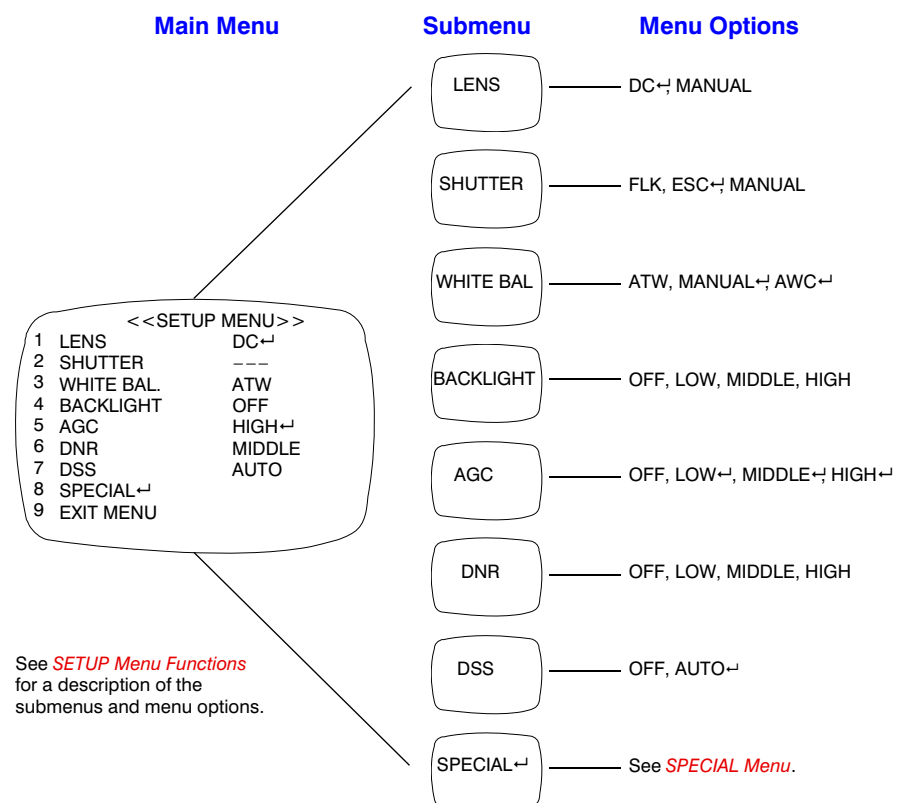 Main Menu Submenu Menu Options
LENS DC↵, MANUAL
SHUTTER FLK, ESC↵, MANUAL
WHITE BAL ATW, MANUAL↵, AWC↵
<<SETUP MENU>>
1 LENS DC↵
2 SHUTTER −−−
3 WHITE BAL. ATW
4 BACKLIGHT OFF
5 AGC HIGH↵
6 DNR MIDDLE
7 DSS AUTO
8 SPECIAL↵
9 EXIT MENU
BACKLIGHT OFF, LOW, MIDDLE, HIGH
AGC OFF, LOW↵, MIDDLE↵, HIGH↵
DNR OFF, LOW, MIDDLE, HIGH
See SETUP Menu Functions
for a description of the
submenus and menu options.
DSS OFF, AUTO↵
SPECIAL↵ See SPECIAL Menu.